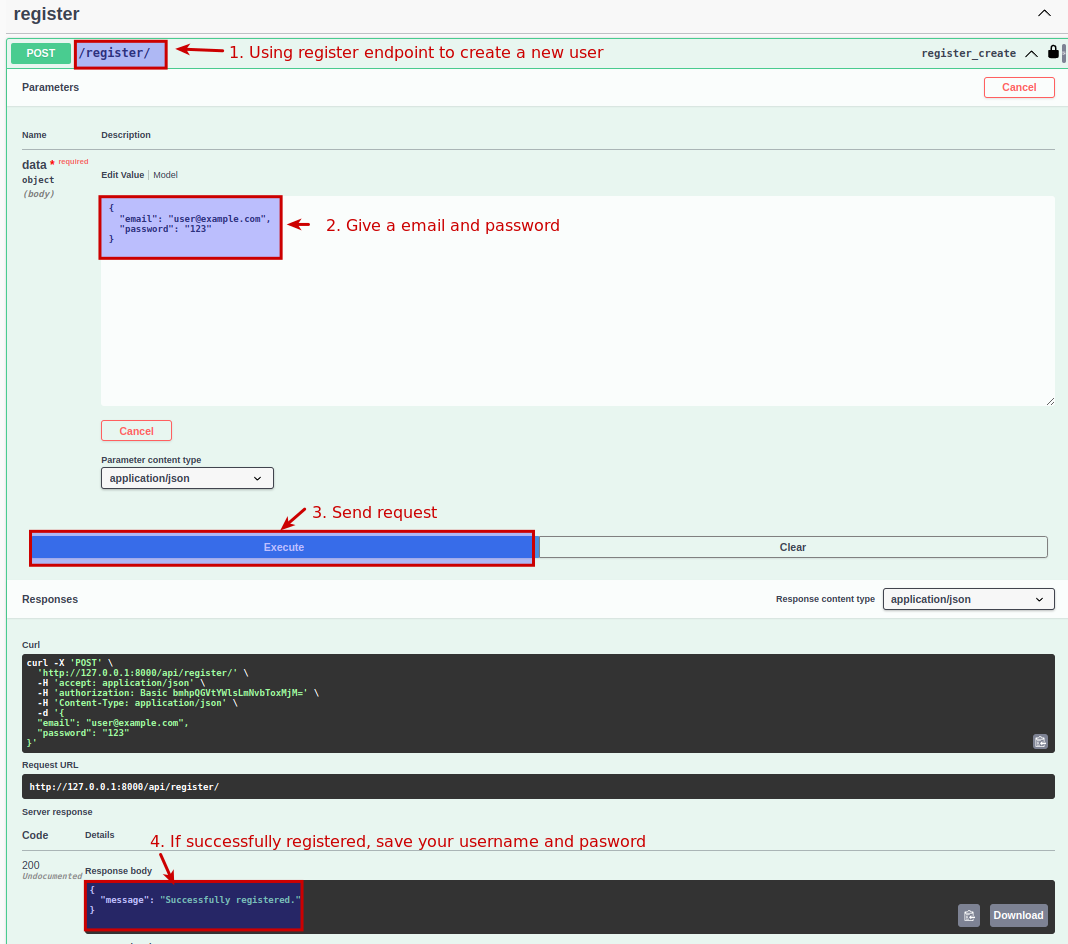 register
POST /register/ 1. Using register endpoint to create a new user register_create
Parameters Cancel
Name Description
data * required
object
(body)
Edit Value | Model
{
"email": "user@example.com",
"password": "123"
}
2. Give a email and password
Cancel
Parameter content type
application/json
3. Send request
Execute Clear
Responses Response content type application/json
Curl
curl -X 'POST' \
'http://127.0.0.1:8000/api/register/' \
-H 'accept: application/json' \
-H 'authorization: Basic bmhpQGVtYWlsLmNvbToxMjM=' \
-H 'Content-Type: application/json' \
-d '{
"email": "user@example.com",
"password": "123"
}'
Request URL
http://127.0.0.1:8000/api/register/
Server response
Code Details
4. If successfully registered, save your username and pasword
200
Undocumented
Response body
{
"message": "Successfully registered."
}
Download